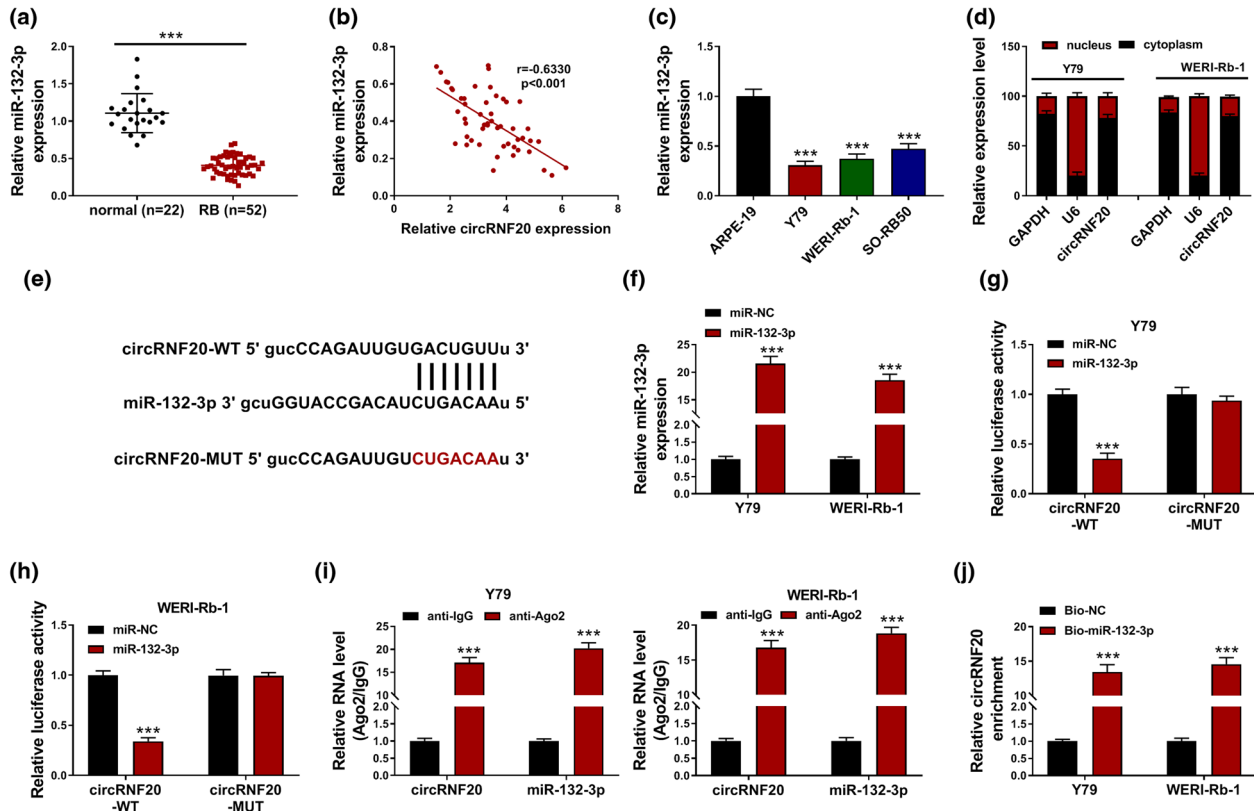 (a)
***
Relative miR-132-3p
expression
2.0
1.5
1.0
0.5
0.0
normal (n=22)
RB (n=52)
(b)
Relative miR-132-3p
expression
0.8
0.6
0.4
0.2
0.0
r=-0.6330
p<0.001
0 2 4 6 8
Relative circRNF20 expression
(c)
Relative miR-132-3p
expression
1.5
1.0
0.5
0.0
*** *** ***
ARPE-19
Y79
WERI-Rb-1
SO-RB50
(d)
nucleus cytoplasm
Y79
WERI-Rb-1
Relative expression level
150
100
50
0
GAPDH
U6
circRNF20
GAPDH
U6
circRNF20
(e)
circRNF20-WT 5' gucCCAGAUUGUGACUGUUu 3'
miR-132-3p 3' gcuGGUACCGACAUCUGACAAu 5'
circRNF20-MUT 5' gucCCAGAUUGUCUGACAAu 3'
(f)
miR-NC
miR-132-3p
Relative miR-132-3p
expression
25
20
15
10
2.0
1.5
1.0
0.5
0.0
*** ***
Y79
WERI-Rb-1
(g)
Y79
miR-NC
miR-132-3p
Relative luciferase activity
1.5
1.0
0.5
0.0
***
circRNF20
-WT
circRNF20
-MUT
(h)
WERI-Rb-1
miR-NC
miR-132-3p
Relative luciferase activity
1.5
1.0
0.5
0.0
***
circRNF20
-WT
circRNF20
-MUT
(i)
Y79
anti-IgG anti-Ago2
Relative RNA level
(Ago2/IgG)
25
20
15
10
2.0
1.5
1.0
0.5
0.0
*** ***
circRNF20
miR-132-3p
WERI-Rb-1
anti-IgG anti-Ago2
Relative RNA level
(Ago2/IgG)
20
15
10
2.0
1.5
1.0
0.5
0.0
*** ***
circRNF20
miR-132-3p
(j)
Bio-NC
Bio-miR-132-3p
Relative circRNF20
enrichment
20
15
10
2.0
1.5
1.0
0.5
0.0
*** ***
Y79
WERI-Rb-1